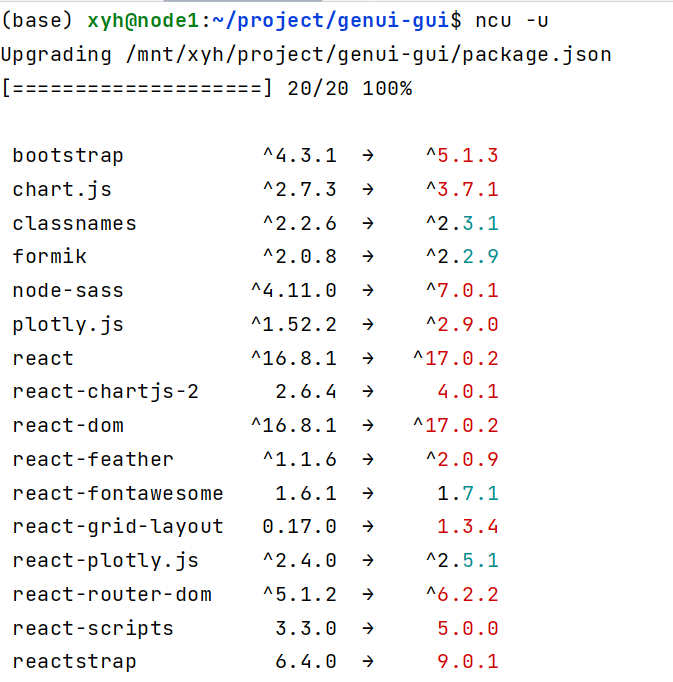 (base) xyh@node1:~/project/genui-gui$ ncu -u
Upgrading /mnt/xyh/project/genui-gui/package.json
[====================] 20/20 100%
bootstrap ^4.3.1 → ^5.1.3
chart.js ^2.7.3 → ^3.7.1
classnames ^2.2.6 → ^2.3.1
formik ^2.0.8 → ^2.2.9
node-sass ^4.11.0 → ^7.0.1
plotly.js ^1.52.2 → ^2.9.0
react ^16.8.1 → ^17.0.2
react-chartjs-2 2.6.4 → 4.0.1
react-dom ^16.8.1 → ^17.0.2
react-feather ^1.1.6 → ^2.0.9
react-fontawesome 1.6.1 → 1.7.1
react-grid-layout 0.17.0 → 1.3.4
react-plotly.js ^2.4.0 → ^2.5.1
react-router-dom ^5.1.2 → ^6.2.2
react-scripts 3.3.0 → 5.0.0
reactstrap 6.4.0 → 9.0.1